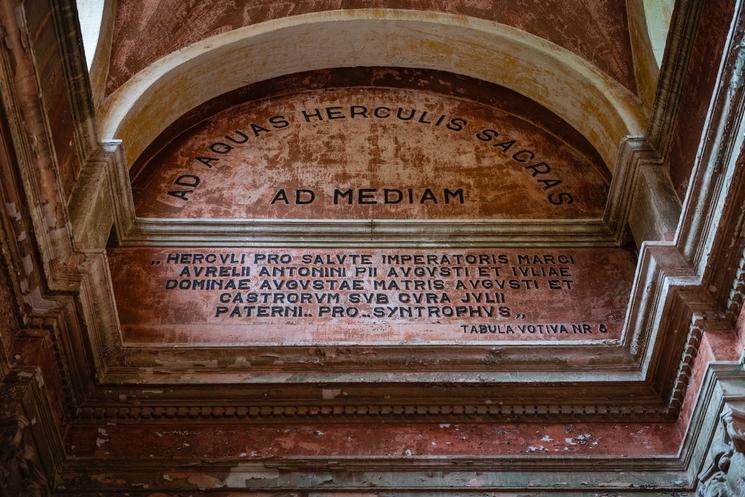 AD AQUAS HERCULIS SACRAS
AD MEDIAM
„HERCVLI PRO SALVTE IMPERATORIS MARCI
AVRELII ANTONINI PII AVGVSTI ET IVLIAE
DOMINAE AVGVSTAE MATRIS AVGVSTI ET
CASTRORVM SVB CVRA JVLII
PATERNI.. PRO.. SYNTROPHVS„
TABULA VOTIVA NR. 8